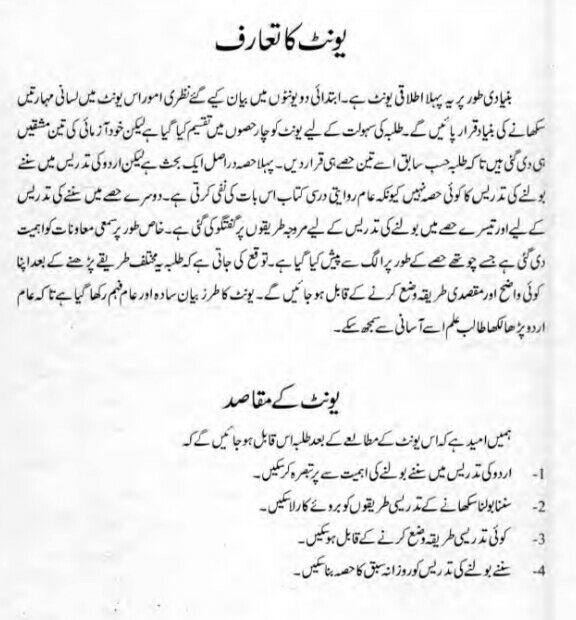 یونٹ کا تعارف
بنیادی طور پر یہ پہلا اطلاقی یونٹ ہے۔ ابتدائی دو یونٹوں میں بیان کیے گئے نظری امور اس یونٹ میں لسانی مہارتیں
سکھانے کی بنیاد قرار پائیں گے۔ طلبہ کی سہولت کے لیے یونٹ کو چار حصوں میں تقسیم کیا گیا ہے لیکن خود آزمائی کی تین مشقیں
ہی دی گئی ہیں تاکہ طلبہ حسب سابق اسے تین حصے ہی قرار دیں۔ پہلا حصہ دراصل ایک بحث ہے لیکن اردو کی تدریس میں سننے
بولنے کی تدریس کا کوئی حصہ نہیں کیونکہ عام روایتی درسی کتاب اس بات کی نفی کرتی ہے۔ دوسرے حصے میں سننے کی تدریس
کے لیے اور تیسرے حصے میں بولنے کی تدریس کے لیے مروجہ طریقوں پر گفتگو کی گئی ہے۔ خاص طور پر سمعی معاونات کو اہمیت
دی گئی ہے جسے چوتھے حصے کے طور پر الگ سے پیش کیا گیا ہے۔ توقع کی جاتی ہے کہ طلبہ یہ مختلف طریقے پڑھنے کے بعد اپنا
کوئی واضح اور مقصدی طریقہ وضع کرنے کے قابل ہو جائیں گے۔ یونٹ کا طرز بیان سادہ اور عام فہم رکھا گیا ہے تاکہ عام
اردو پڑھا لکھا طالب علم اسے آسانی سے سمجھ سکے۔
یونٹ کے مقاصد
ہمیں امید ہے کہ اس یونٹ کے مطالعے کے بعد طلبہ اس قابل ہو جائیں گے کہ
1- اردو کی تدریس میں سننے بولنے کی اہمیت سے پر تبصرہ کر سکیں۔
2- سننا بولنا سکھانے کے تدریسی طریقوں کو بروئے کار لا سکیں۔
3- کوئی تدریسی طریقہ وضع کرنے کے قابل ہو سکیں۔
4- سننے بولنے کی تدریس کو روزانہ سبق کا حصہ بنا سکیں۔